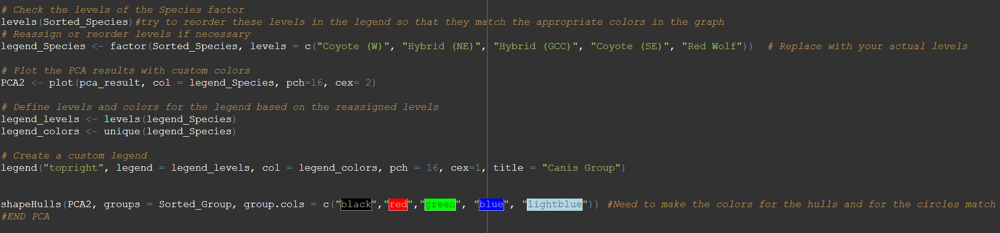 # Check the levels of the Species factor
levels(Sorted_Species)#try to reorder these levels in the legend so that they match the appropriate colors in the graph
# Reassign or reorder levels if necessary
legend_Species <- factor(Sorted_Species, levels = c("Coyote (W)", "Hybrid (NE)", "Hybrid (GCC)", "Coyote (SE)", "Red Wolf"))  # Replace with your actual levels
# Plot the PCA results with custom colors
PCA2 <- plot(pca_result, col = legend_Species, pch=16, cex= 2)
# Define levels and colors for the legend based on the reassigned levels
legend_levels <- levels(legend_Species)
legend_colors <- unique(legend_Species)
# Create a custom legend
legend("topright", legend = legend_levels, col = legend_colors, pch = 16, cex=1, title = "Canis Group")
shapeHulls(PCA2, groups = Sorted_Group, group.cols = c("black","red","green", "blue", "lightblue")) #Need to make the colors for the hulls and for the circles match
#END PCA